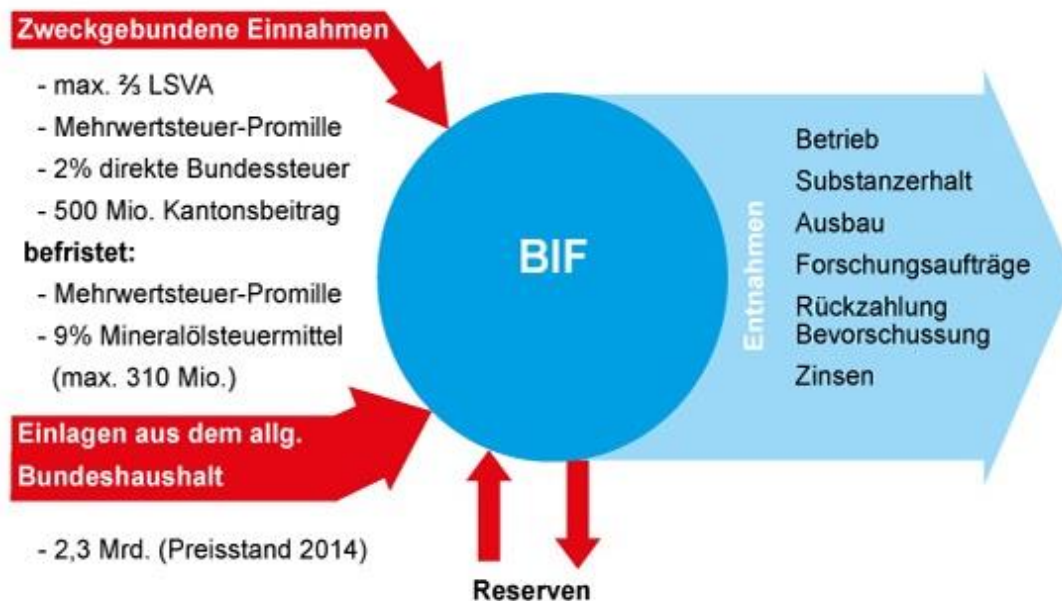 Zweckgebundene Einnahmen
- max. ⅔ LSVA
- Mehrwertsteuer-Promille
- 2% direkte Bundessteuer
- 500 Mio. Kantonsbeitrag
befristet:
- Mehrwertsteuer-Promille
- 9% Mineralölsteuermittel
(max. 310 Mio.)
Einlagen aus dem allg.
Bundeshaushalt
- 2,3 Mrd. (Preisstand 2014)
BIF
Reserven
Entnahmen
Betrieb
Substanzerhalt
Ausbau
Forschungsaufträge
Rückzahlung
Bevorschussung
Zinsen